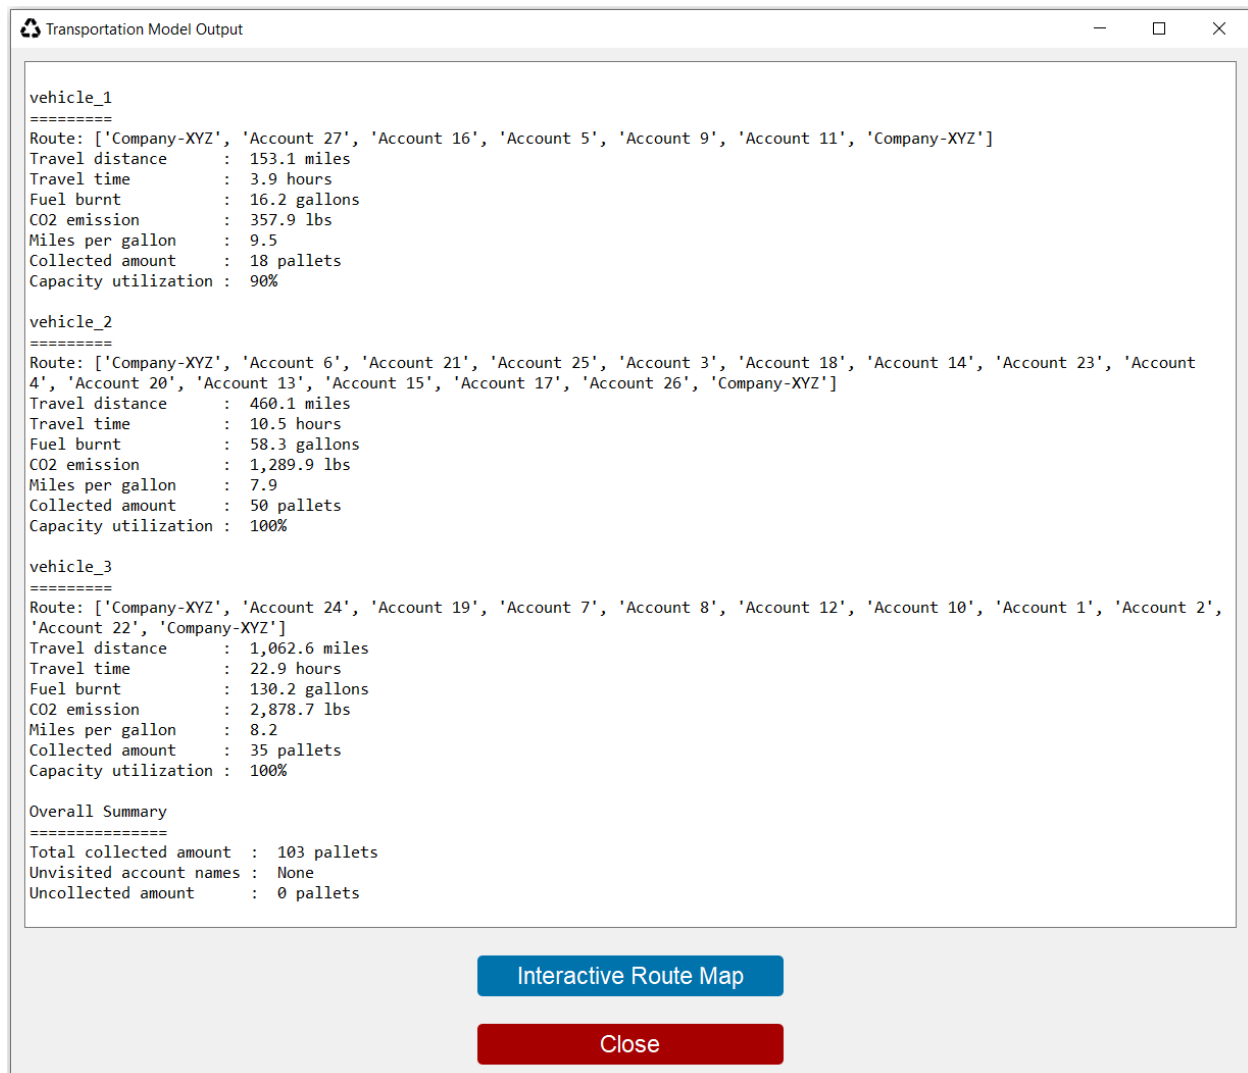 Transportation Model Output
vehicle_1
=========
Route: ['Company-XYZ', 'Account 27', 'Account 16', 'Account 5', 'Account 9', 'Account 11', 'Company-XYZ']
Travel distance      :  153.1 miles
Travel time          :  3.9 hours
Fuel burnt           :  16.2 gallons
CO2 emission         :  357.9 lbs
Miles per gallon     :  9.5
Collected amount     :  18 pallets
Capacity utilization :  90%
vehicle_2
=========
Route: ['Company-XYZ', 'Account 6', 'Account 21', 'Account 25', 'Account 3', 'Account 18', 'Account 14', 'Account 23', 'Account
4', 'Account 20', 'Account 13', 'Account 15', 'Account 17', 'Account 26', 'Company-XYZ']
Travel distance      :  460.1 miles
Travel time          :  10.5 hours
Fuel burnt           :  58.3 gallons
CO2 emission         :  1,289.9 lbs
Miles per gallon     :  7.9
Collected amount     :  50 pallets
Capacity utilization :  100%
vehicle_3
=========
Route: ['Company-XYZ', 'Account 24', 'Account 19', 'Account 7', 'Account 8', 'Account 12', 'Account 10', 'Account 1', 'Account 2',
'Account 22', 'Company-XYZ']
Travel distance      :  1,062.6 miles
Travel time          :  22.9 hours
Fuel burnt           :  130.2 gallons
CO2 emission         :  2,878.7 lbs
Miles per gallon     :  8.2
Collected amount     :  35 pallets
Capacity utilization :  100%
Overall Summary
===============
Total collected amount  :  103 pallets
Unvisited account names :  None
Uncollected amount      :  0 pallets
Interactive Route Map
Close